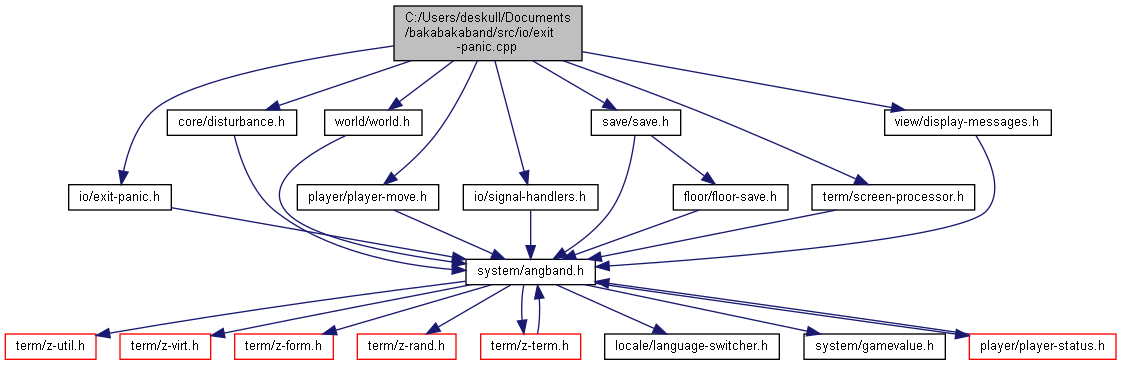 C:/Users/deskull/Documents
/bakabakaband/src/io/exit
-panic.cpp
core/disturbance.h
world/world.h
save/save.h
view/display-messages.h
io/exit-panic.h
player/player-move.h
io/signal-handlers.h
floor/floor-save.h
term/screen-processor.h
system/angband.h
term/z-util.h
term/z-virt.h
term/z-form.h
term/z-rand.h
term/z-term.h
locale/language-switcher.h
system/gamevalue.h
player/player-status.h